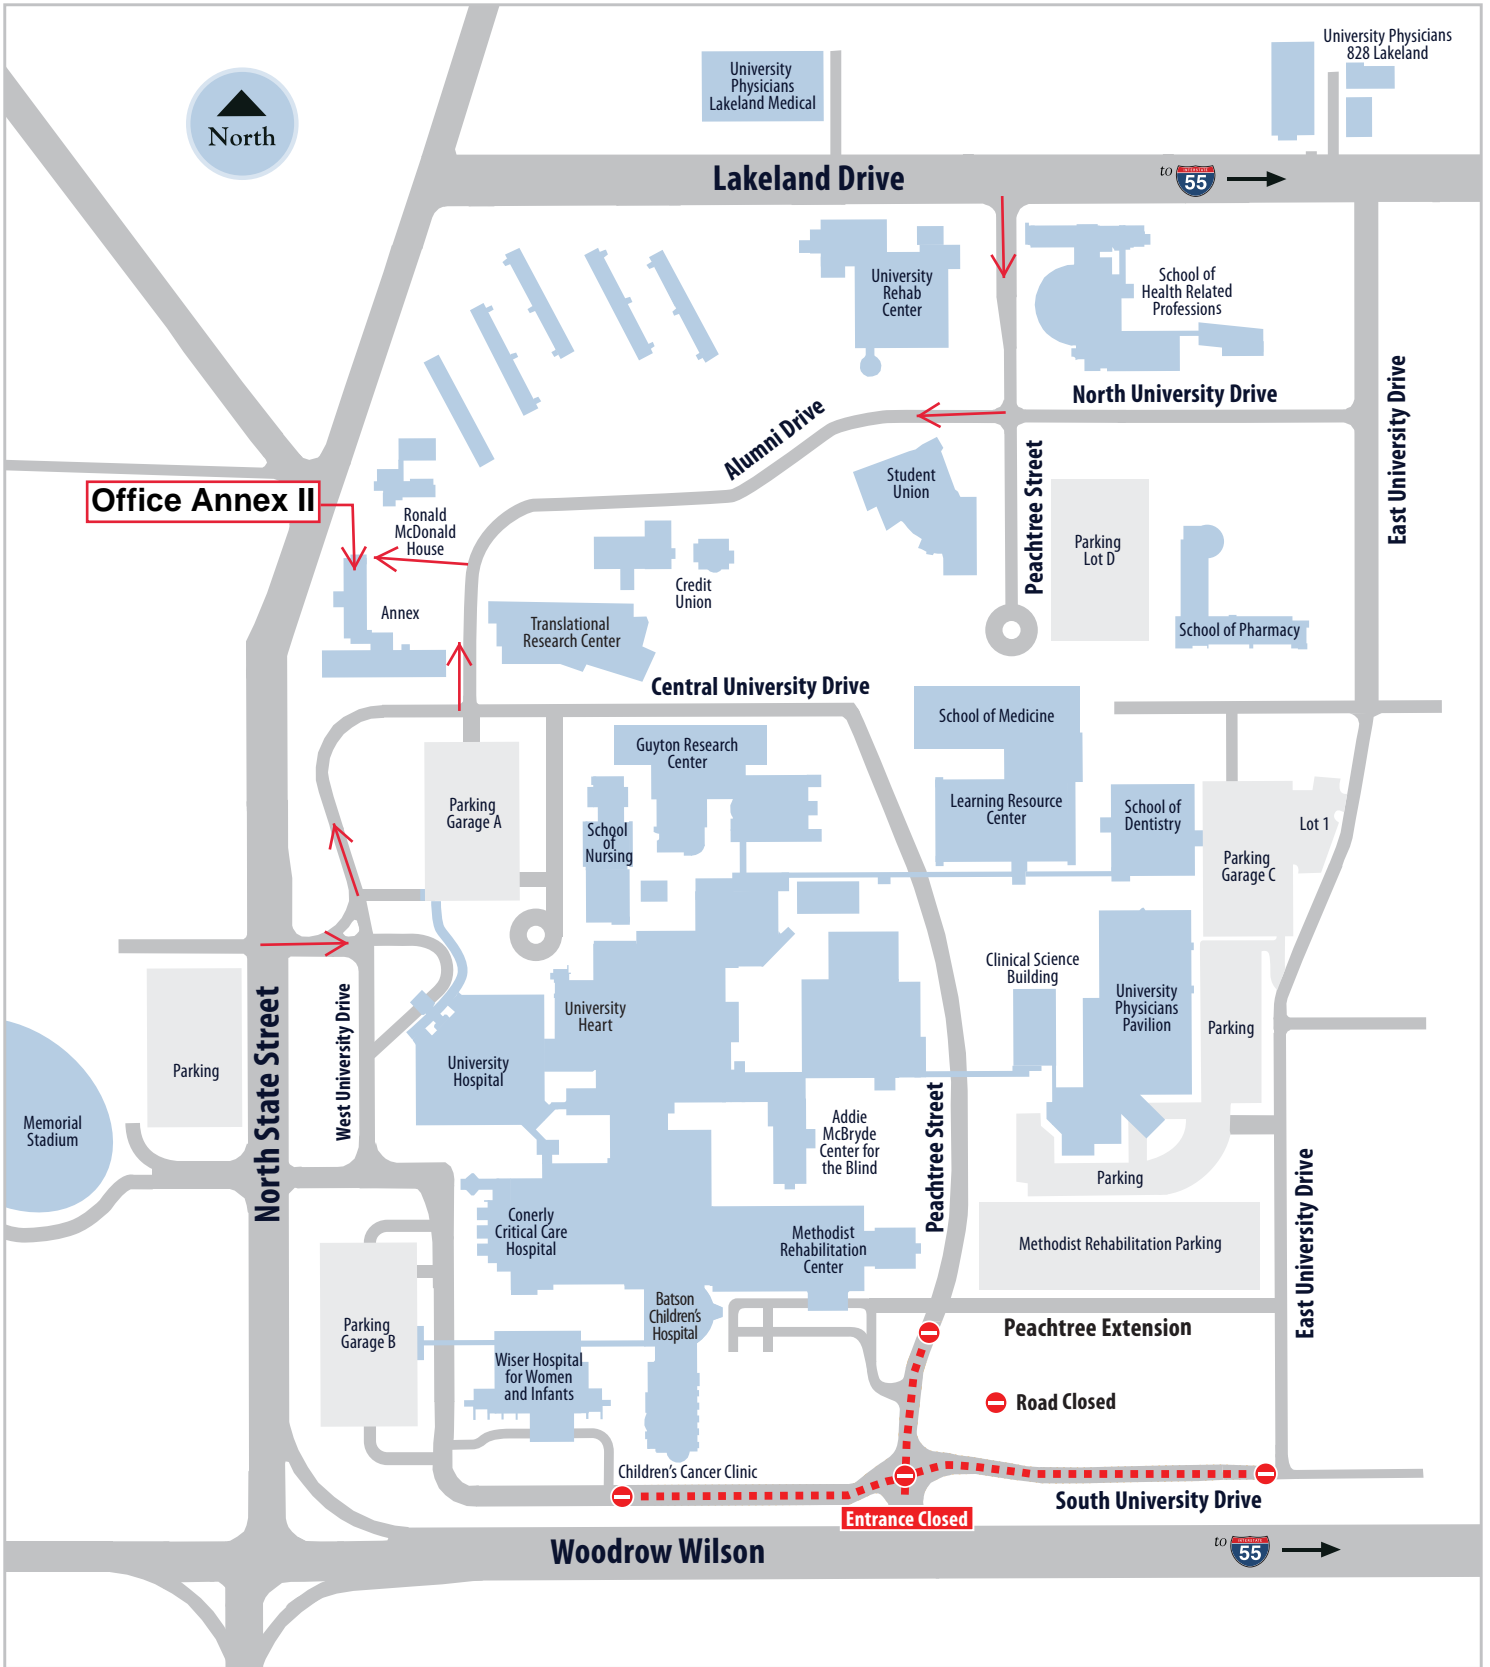 University Physicians
828 Lakeland
University
Physicians
Lakeland Medical
North
Lakeland Drive
to
INTERSTATE
55
University
Rehab
Center
School of
Health Related
Professions
North University Drive
East University Drive
Alumni Drive
Student
Union
Peachtree Street
Office Annex II
Ronald
McDonald
House
Parking
Lot D
Credit
Union
Annex
Translational
Research Center
School of Pharmacy
Central University Drive
School of Medicine
Guyton Research
Center
Parking
Garage A
School
of
Nursing
Learning Resource
Center
School of
Dentistry
Lot 1
Parking
Garage C
Clinical Science
Building
University
Physicians
Pavilion
Parking
University
Heart
North State Street
West University Drive
Parking
University
Hospital
Memorial
Stadium
Addie
McBryde
Center for
the Blind
Peachtree Street
Parking
East University Drive
Conerly
Critical Care
Hospital
Methodist
Rehabilitation
Center
Methodist Rehabilitation Parking
Batson
Children's
Hospital
Parking
Garage B
Peachtree Extension
Wiser Hospital
for Women
and Infants
Road Closed
Children's Cancer Clinic
South University Drive
Entrance Closed
Woodrow Wilson
to
INTERSTATE
55